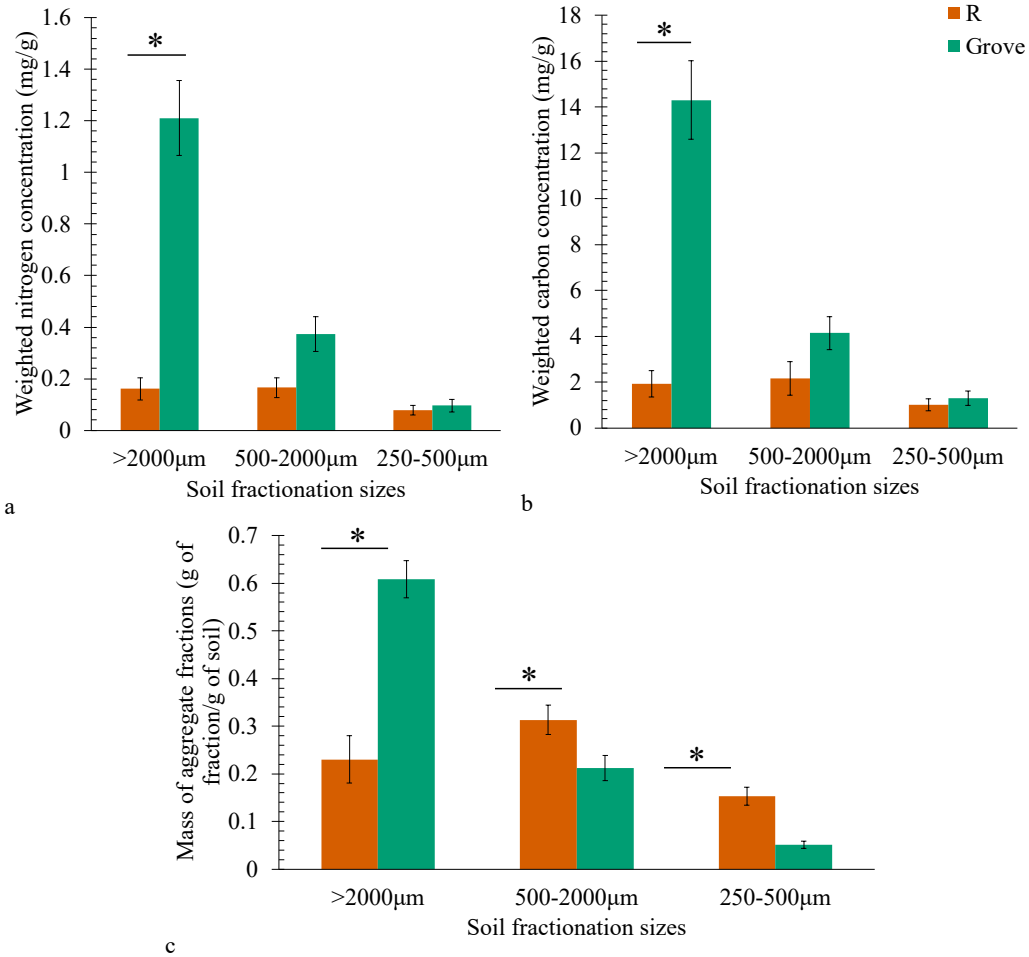 Weighted nitrogen concentration (mg/g)
1.6
1.4
1.2
1
0.8
0.6
0.4
0.2
0
*
>2000μm
500-2000μm
250-500μm
Soil fractionation sizes
a
Weighted carbon concentration (mg/g)
18
16
14
12
10
8
6
4
2
0
*
>2000μm
500-2000μm
250-500μm
Soil fractionation sizes
b
R
Grove
Mass of aggregate fractions (g of
fraction/g of soil)
0.7
0.6
0.5
0.4
0.3
0.2
0.1
0
*
*
*
>2000μm
500-2000μm
250-500μm
Soil fractionation sizes
c